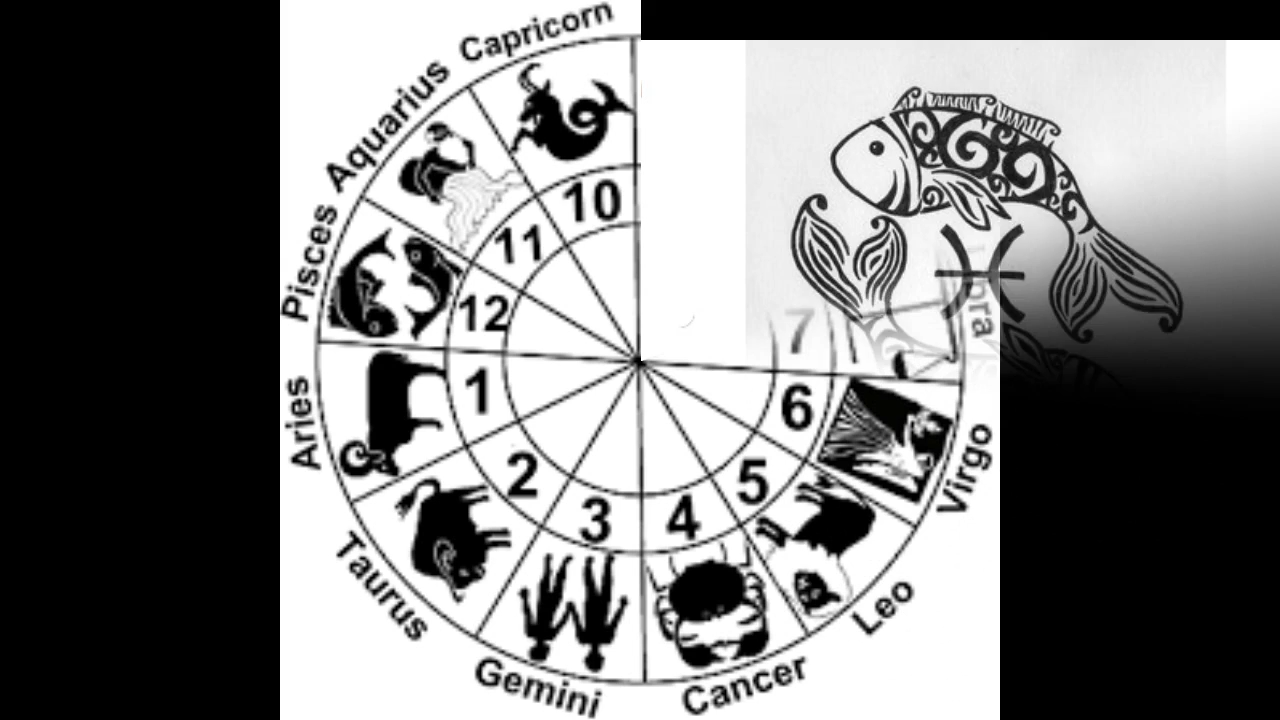 Capricorn
Aquarius
Pisces
Aries
Taurus
Gemini
Cancer
Leo
Virgo
10
11
12
1
2
3
4
5
6
7